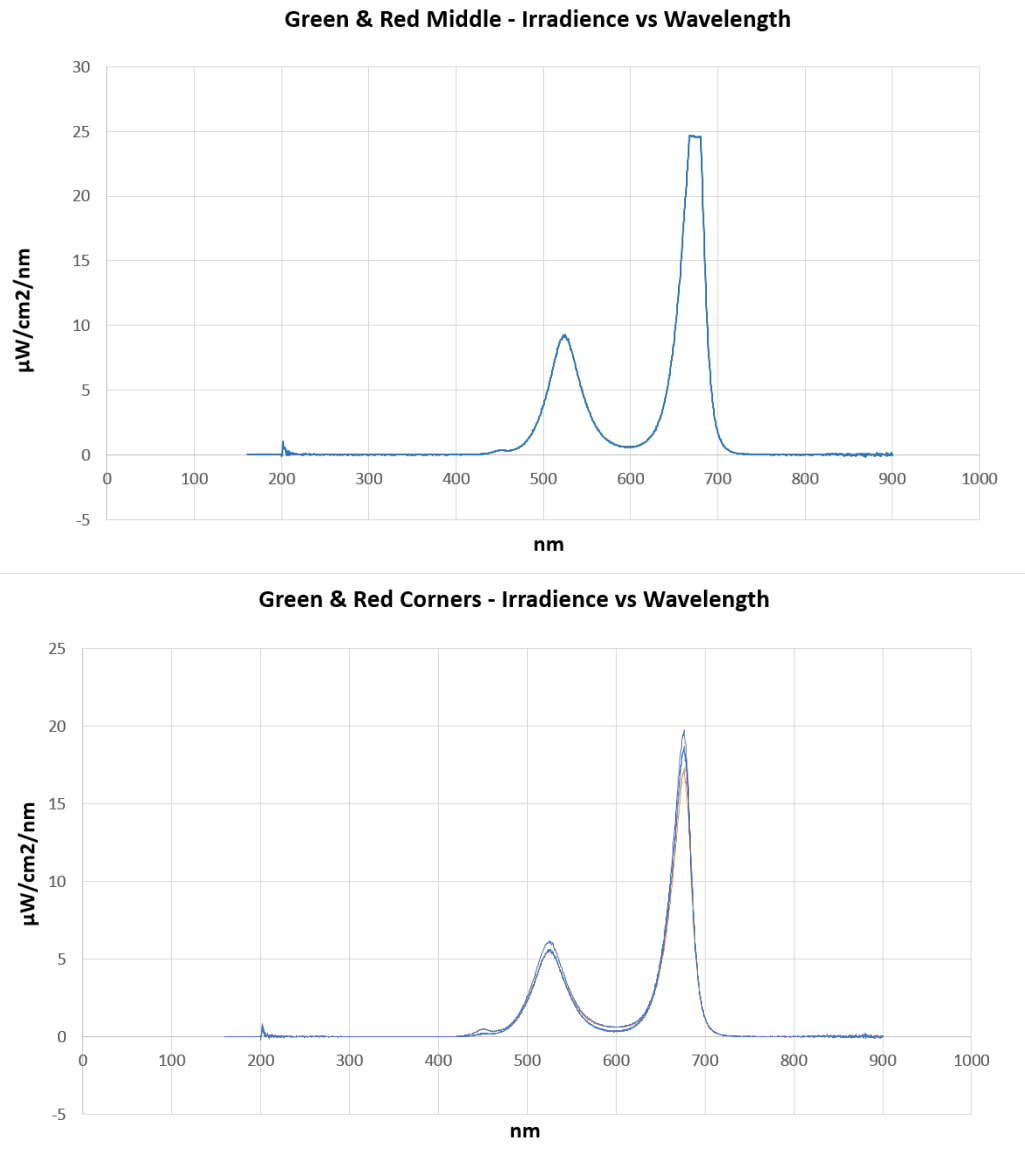 Green & Red Middle - Irradience vs Wavelength
30
25
20
15
10
5
0
-5
0 100 200 300 400 500 600 700 800 900 1000
µW/cm2/nm
nm
Green & Red Corners - Irradience vs Wavelength
25
20
15
10
5
0
-5
0 100 200 300 400 500 600 700 800 900 1000
µW/cm2/nm
nm